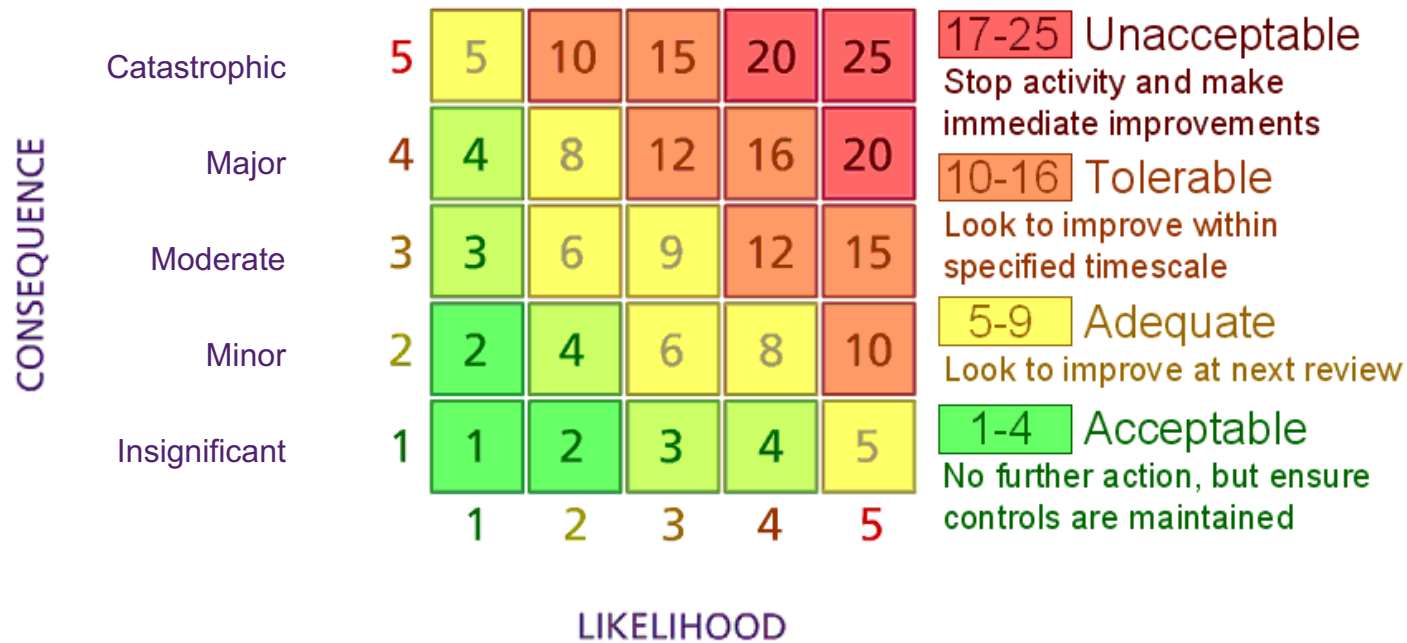 CONSEQUENCE
Catastrophic 5 5 10 15 20 25
Major 4 4 8 12 16 20
Moderate 3 3 6 9 12 15
Minor 2 2 4 6 8 10
Insignificant 1 1 2 3 4 5
1 2 3 4 5
LIKELIHOOD
17-25 Unacceptable
Stop activity and make
immediate improvements
10-16 Tolerable
Look to improve within
specified timescale
5-9 Adequate
Look to improve at next review
1-4 Acceptable
No further action, but ensure
controls are maintained